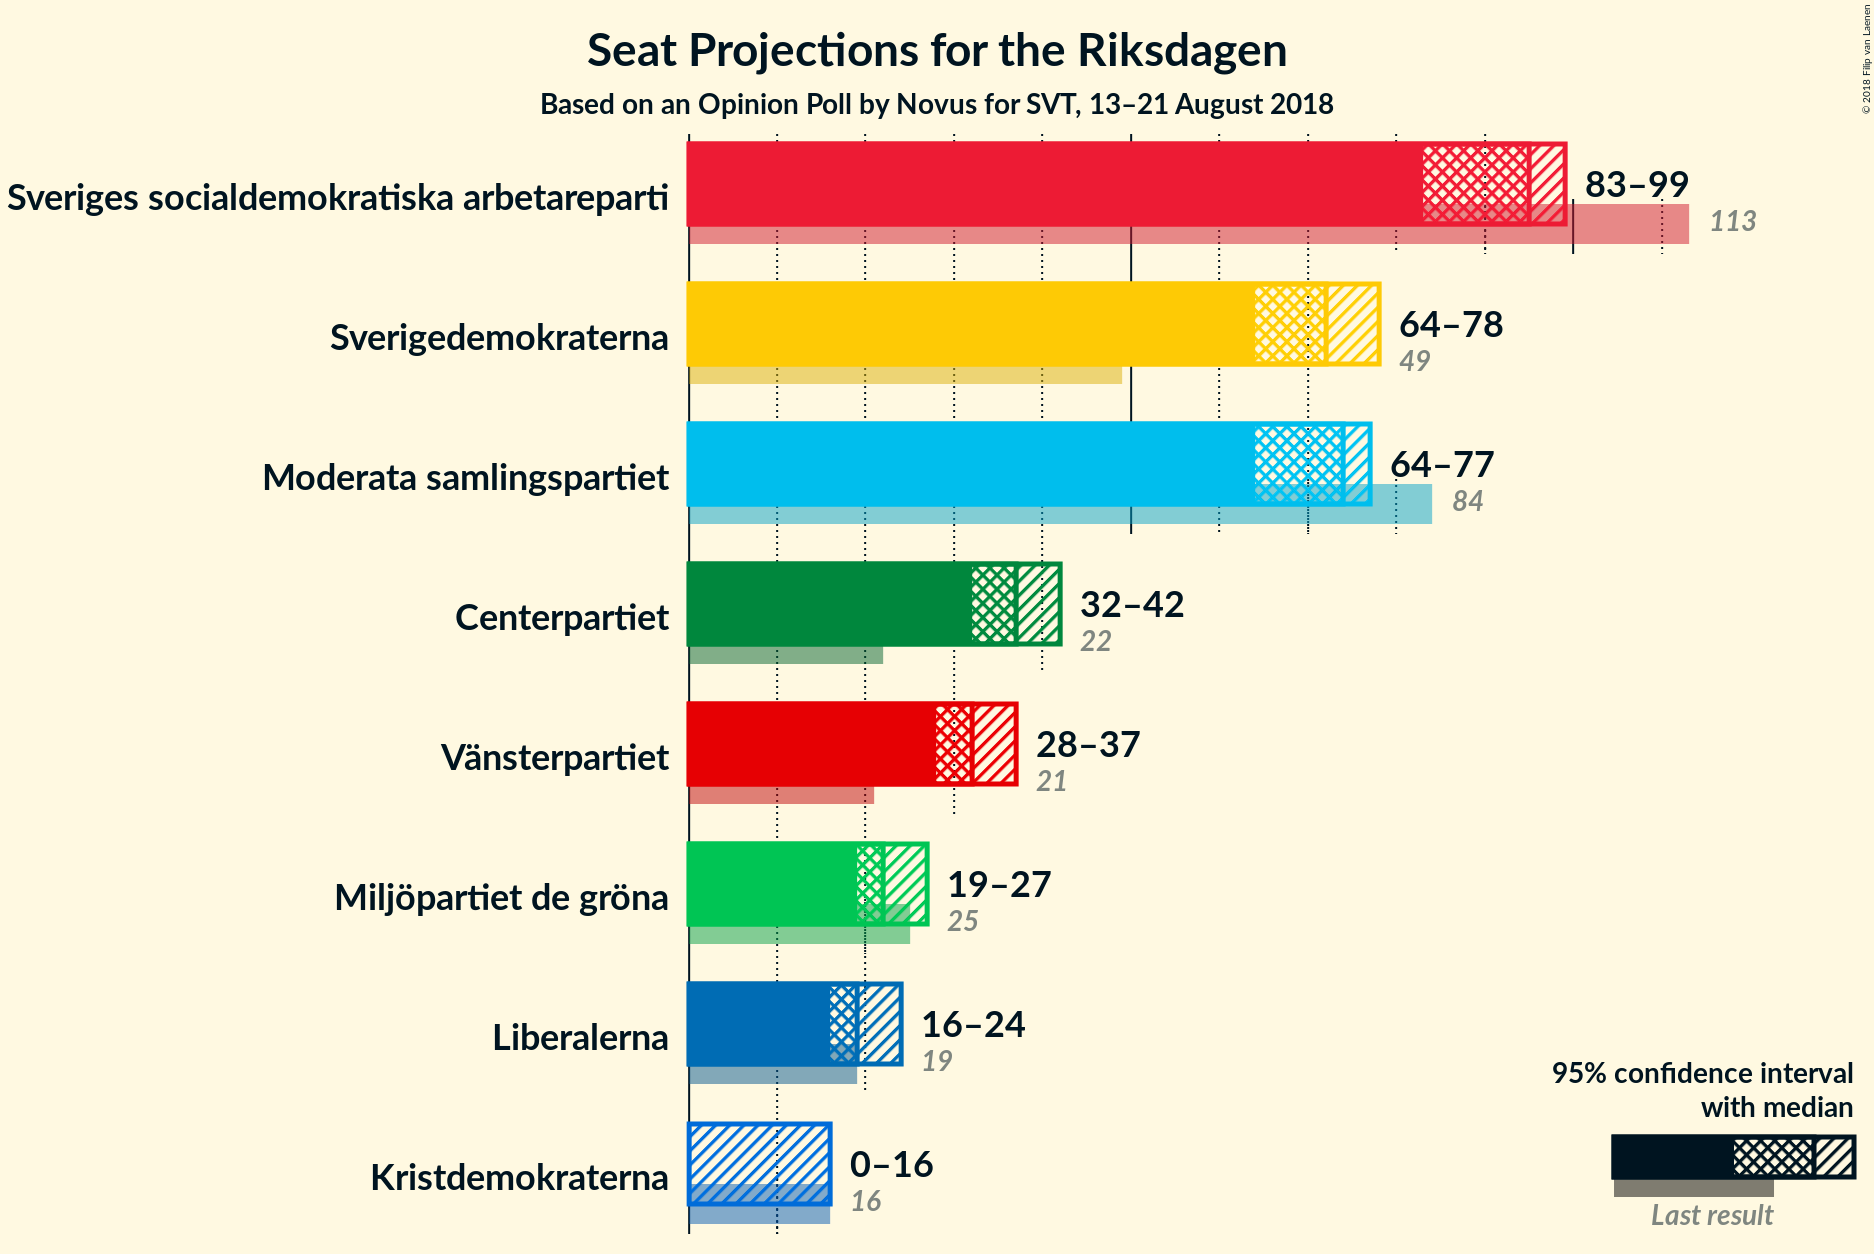 Seat Projections for the Riksdagen
Based on an Opinion Poll by Novus for SVT, 13–21 August 2018
© 2018 Filip van Laenen
Sveriges socialdemokratiska arbetareparti
83–99
113
Sverigedemokraterna
64–78
49
Moderata samlingspartiet
64–77
84
Centerpartiet
32–42
22
Vänsterpartiet
28–37
21
Miljöpartiet de gröna
19–27
25
Liberalerna
16–24
19
Kristdemokraterna
0–16
16
95% confidence interval
with median
Last result